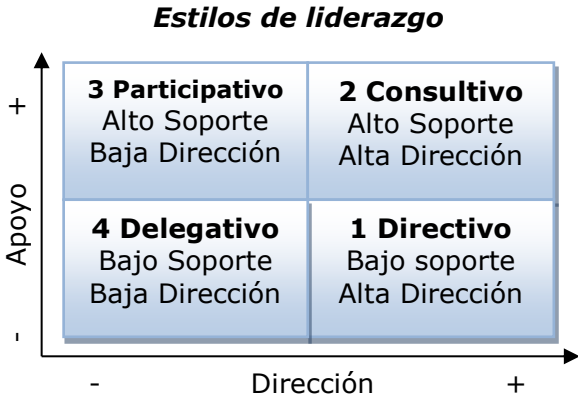 Estilos de liderazgo
+
Apoyo
-
3 Participativo
Alto Soporte
Baja Dirección
2 Consultivo
Alto Soporte
Alta Dirección
4 Delegativo
Bajo Soporte
Baja Dirección
1 Directivo
Bajo soporte
Alta Dirección
- Dirección +